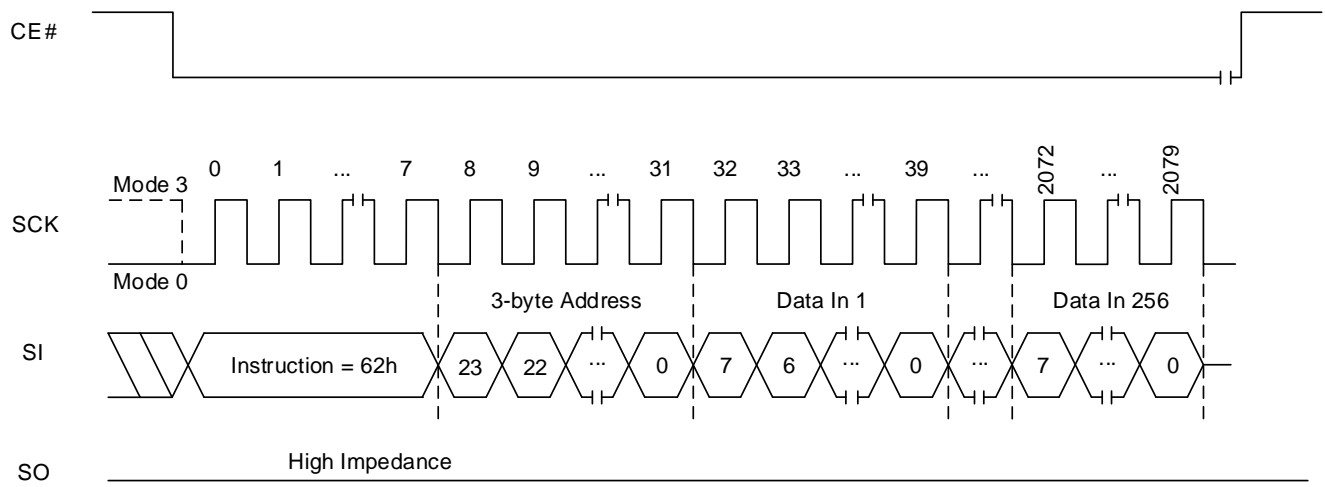 CE#
0 1 ... 7 8 9 ... 31 32 33 ... 39 ... 2072 ... 2079
Mode 3
SCK
Mode 0
3-byte Address Data In 1 Data In 256
SI Instruction = 62h 23 22 ... 0 7 6 ... 0 ... 7 ... 0
High Impedance
SO